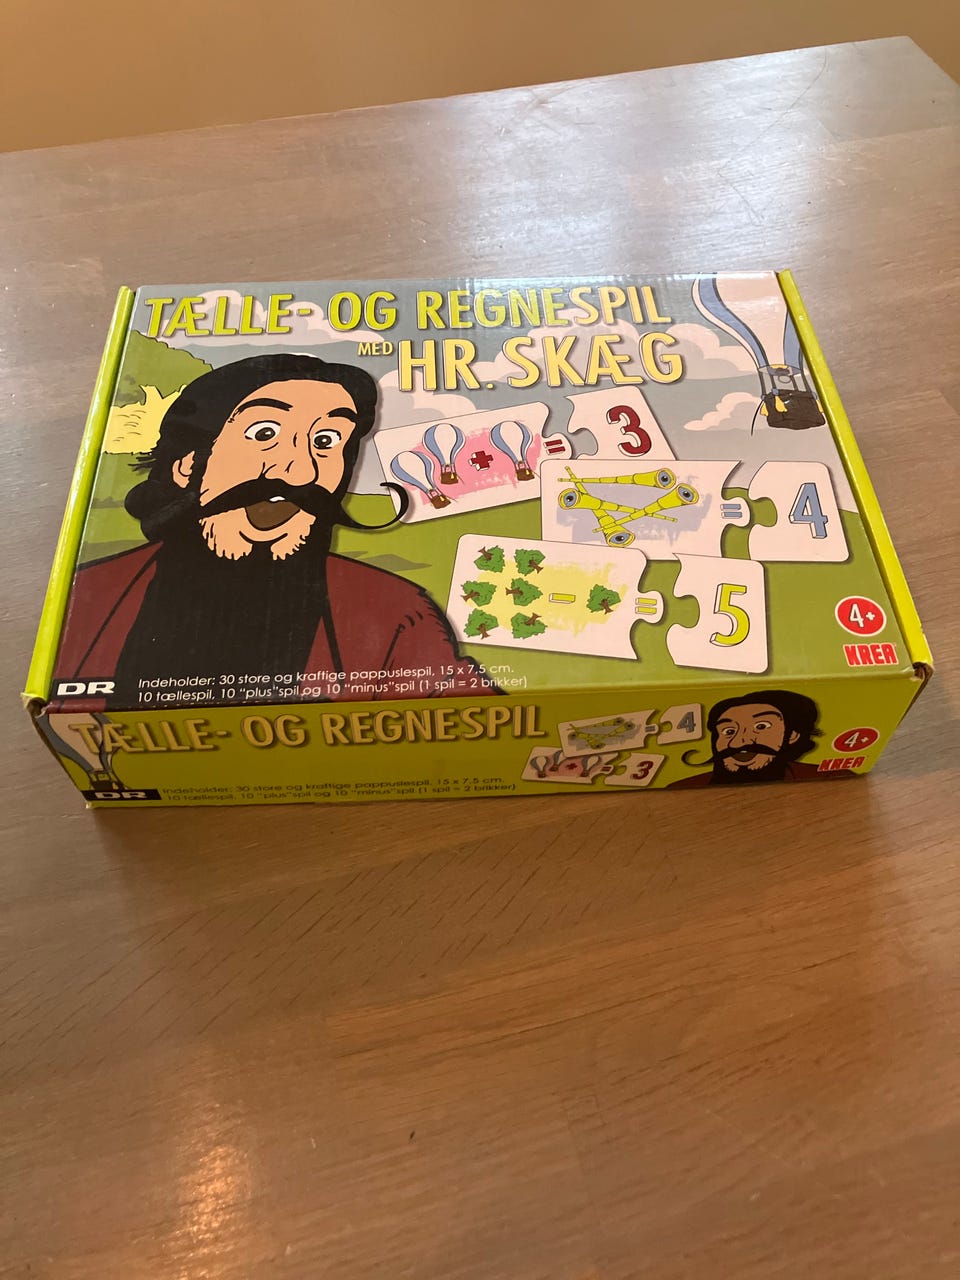 TÆLLE- OG REGNESPIL
MED HR. SKÆG
3
=
4
=
-
=
5
4+
KREA
DR
Indeholder: 30 store og kraftige pappuslespil, 15 x 7,5 cm.
10 tællespil, 10 "plus"spil og 10 "minus"spil (1 spil = 2 brikker)
TÆLLE- OG REGNESPIL
=
4
+
=
3
4+
KREA
DR
Indeholder: 30 store og kraftige pappuslespil, 15 x 7,5 cm.
10 tællespil, 10 "plus"spil og 10 "minus"spil (1 spil = 2 brikker)